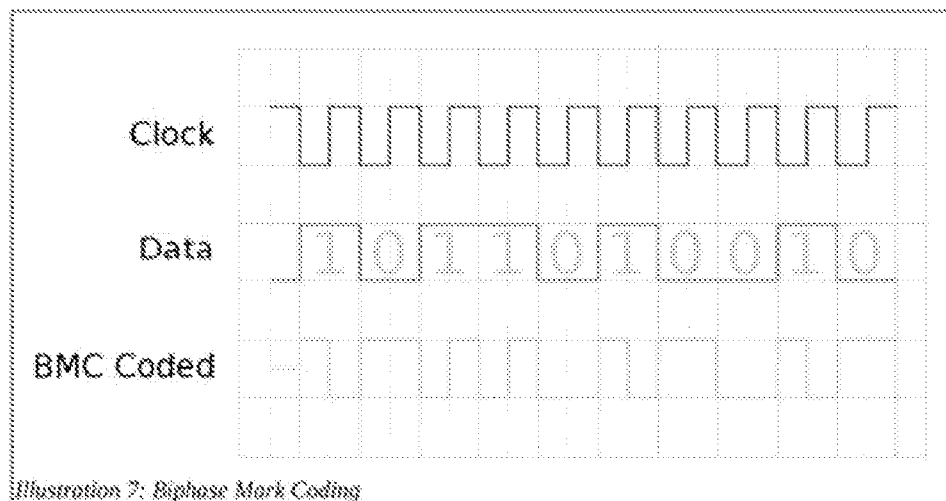 Clock
Data
1 0 1 1 0 1 0 0 1 0
BMC Coded
Illustration 7: Biphase Mark Coding